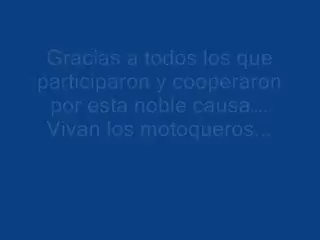 Gracias a todos los que
participaron y cooperaron
por esta noble causa...
Vivan los motoqueros...